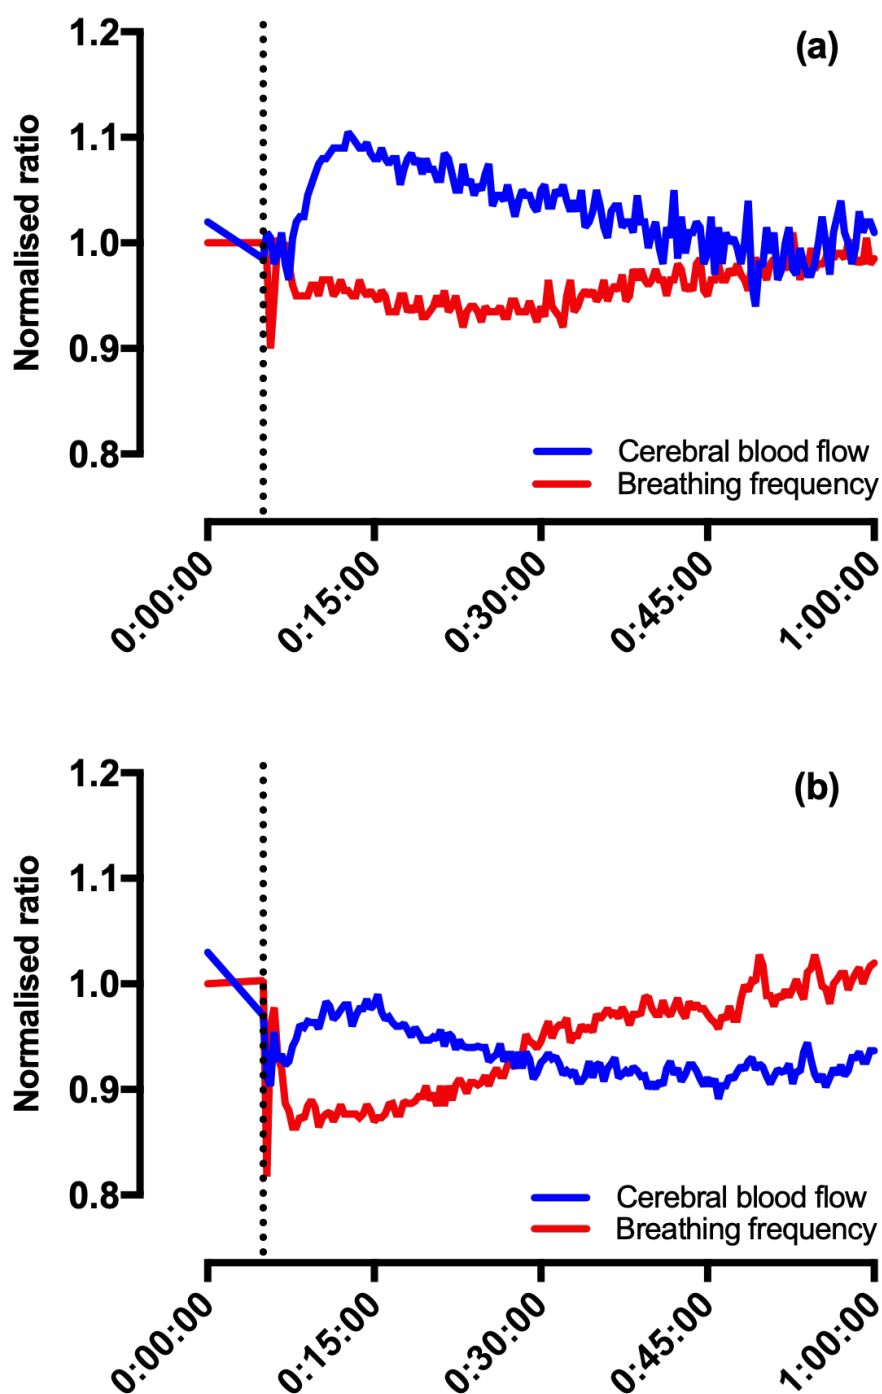 (a)
1.2
1.1
1.0
0.9
0.8
Normalised ratio
Cerebral blood flow
Breathing frequency
0:00:00
0:15:00
0:30:00
0:45:00
1:00:00
(b)
1.2
1.1
1.0
0.9
0.8
Normalised ratio
Cerebral blood flow
Breathing frequency
0:00:00
0:15:00
0:30:00
0:45:00
1:00:00